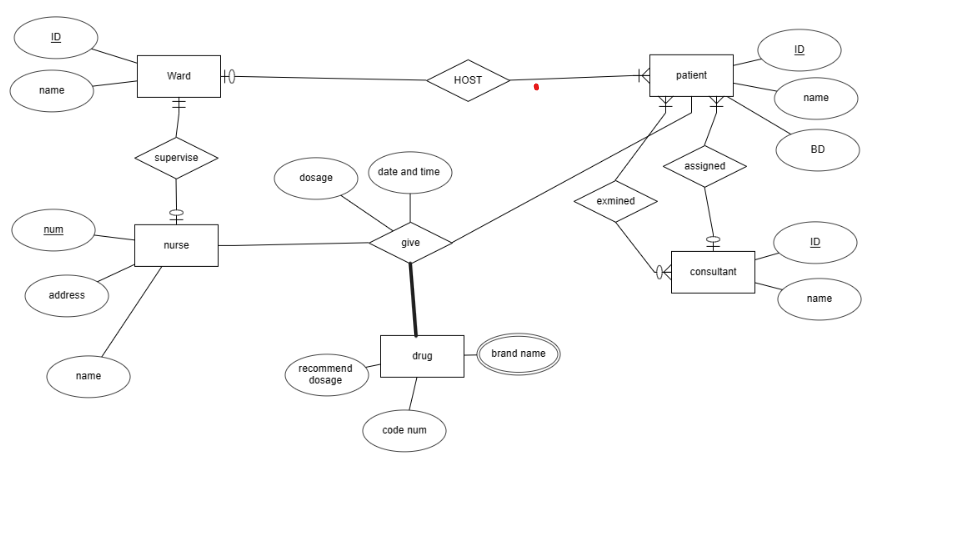 ID
name
Ward
HOST
patient
ID
name
BD
supervise
dosage
date and time
exmined
assigned
num
nurse
give
ID
consultant
address
name
name
drug
brand name
recommend
dosage
code num